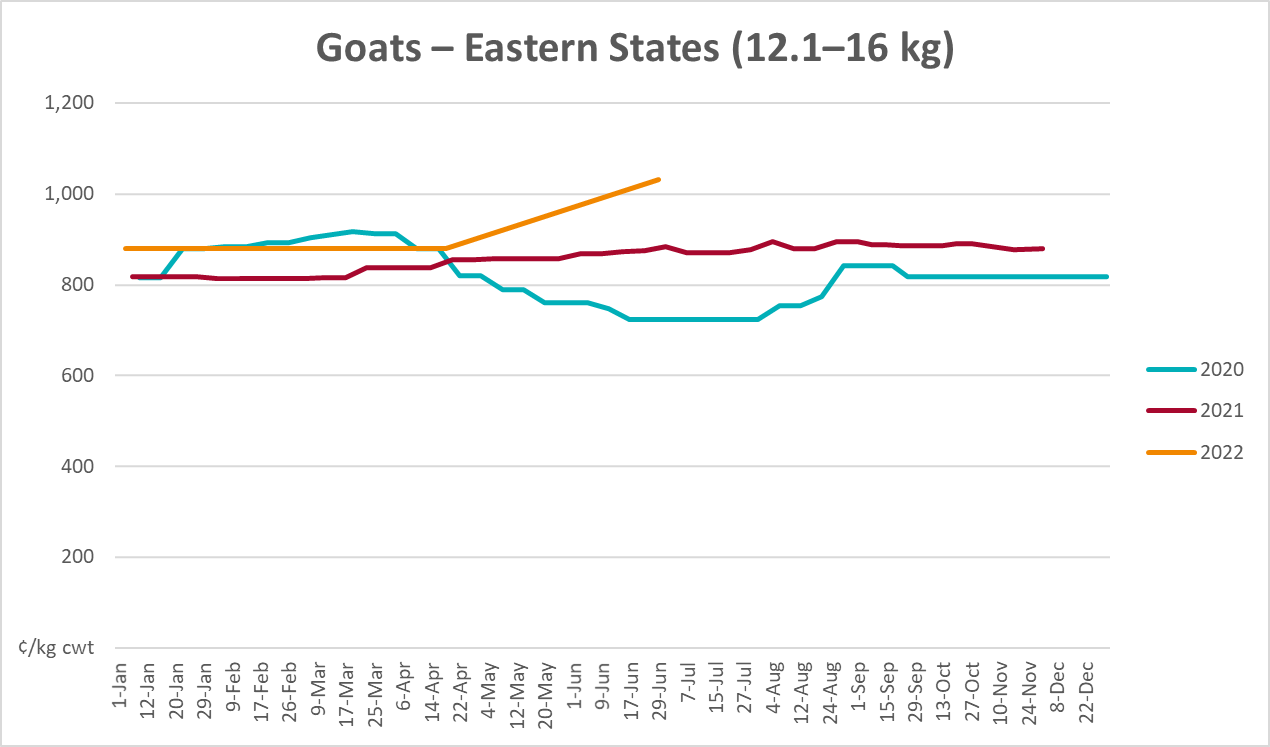 Goats – Eastern States (12.1–16 kg)
1,200
1,000
800
600
400
200
¢/kg cwt
1-Jan
12-Jan
20-Jan
29-Jan
9-Feb
17-Feb
26-Feb
9-Mar
17-Mar
25-Mar
6-Apr
14-Apr
22-Apr
4-May
12-May
20-May
1-Jun
9-Jun
17-Jun
29-Jun
7-Jul
15-Jul
27-Jul
4-Aug
12-Aug
24-Aug
1-Sep
15-Sep
29-Sep
13-Oct
27-Oct
10-Nov
24-Nov
8-Dec
22-Dec
2020
2021
2022